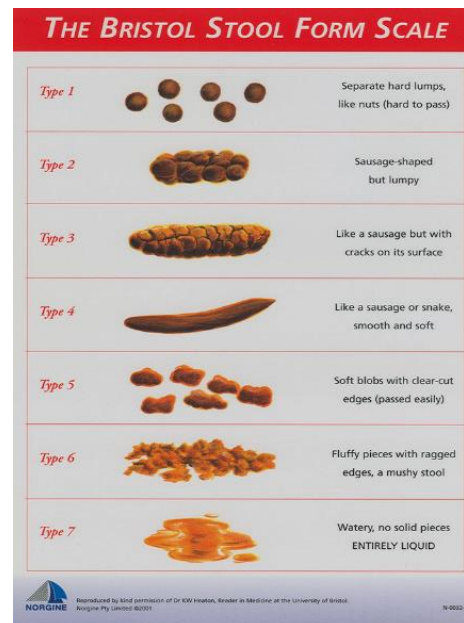 THE BRISTOL STOOL FORM SCALE
Type 1
Separate hard lumps,
like nuts (hard to pass)
Type 2
Sausage-shaped
but lumpy
Type 3
Like a sausage but with
cracks on its surface
Type 4
Like a sausage or snake,
smooth and soft
Type 5
Soft blobs with clear-cut
edges (passed easily)
Type 6
Fluffy pieces with ragged
edges, a mushy stool
Type 7
Watery, no solid pieces
ENTIRELY LIQUID
NORGINE
Reproduced by kind permission of Dr KW Heaton, Reader in Medicine at the University of Bristol.
Norgine Pty Limited ©2001